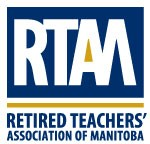 RTAM
RETIRED TEACHERS'
ASSOCIATION OF MANITOBA